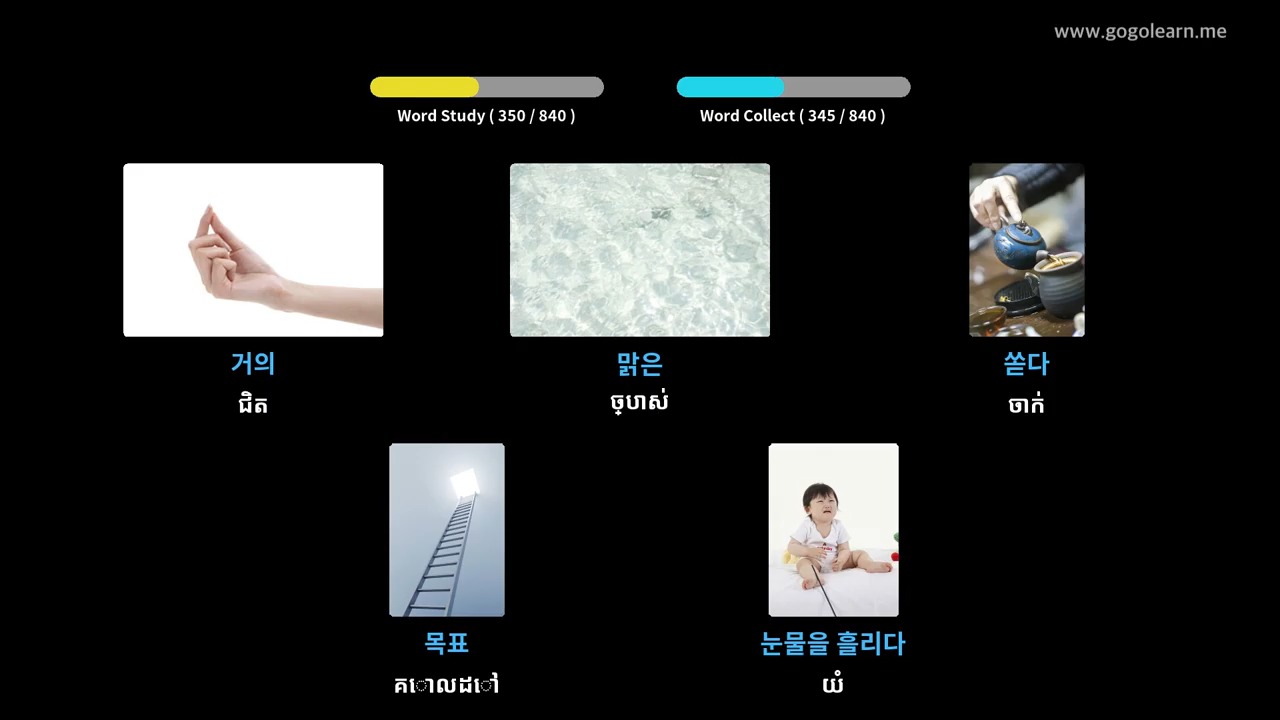 www.gogolearn.me
Word Study ( 350 / 840 )
Word Collect ( 345 / 840 )
거의
맑은
쏟다
ជិត
ច្បាស់
ចាក់
목표
눈물을 흘리다
គោលដៅ
យំ